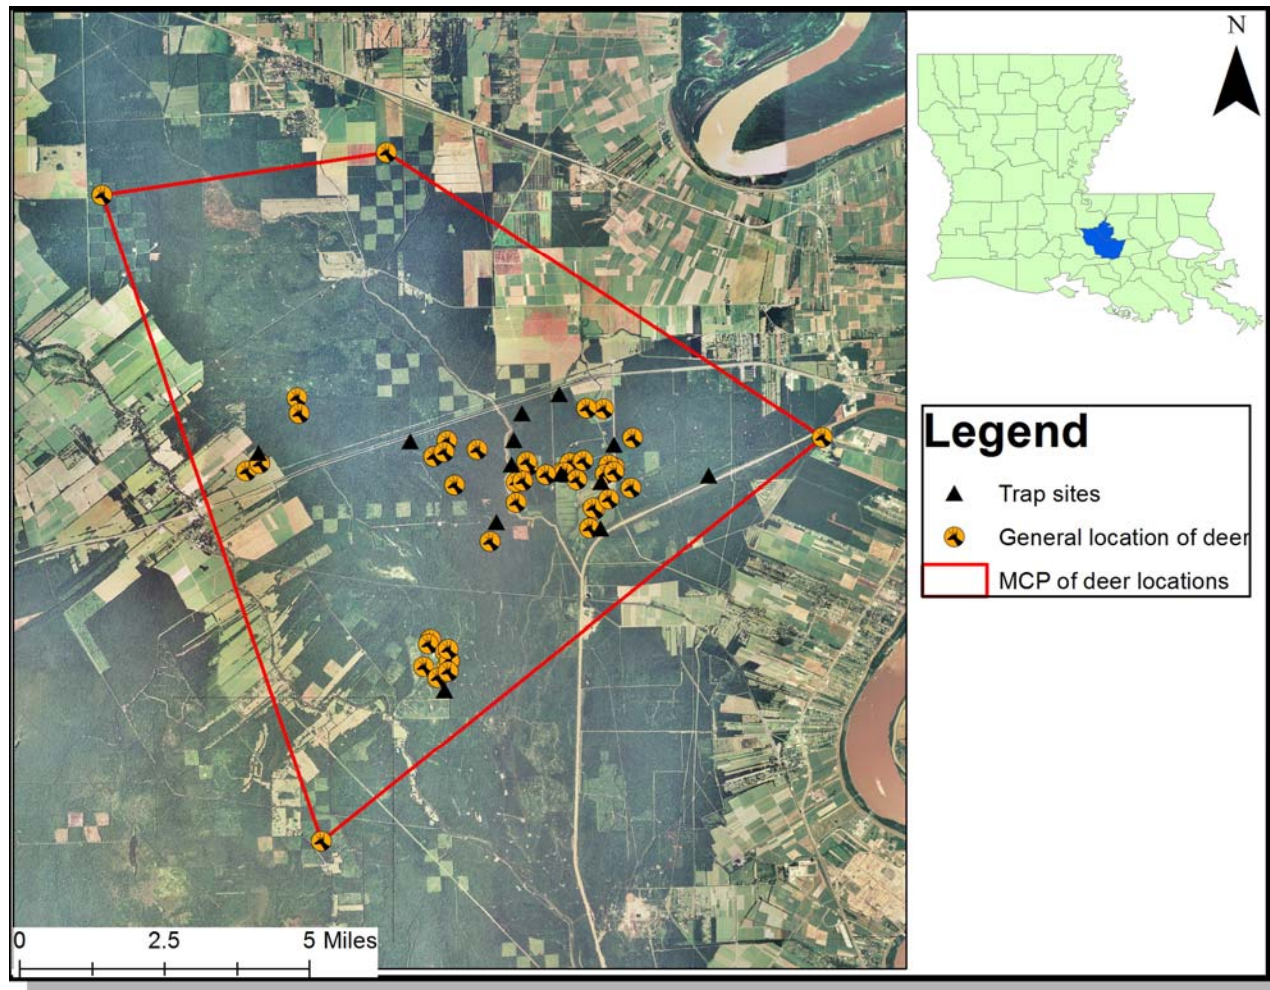 N
Legend
Trap sites
General location of deer
MCP of deer locations
0 2.5 5 Miles